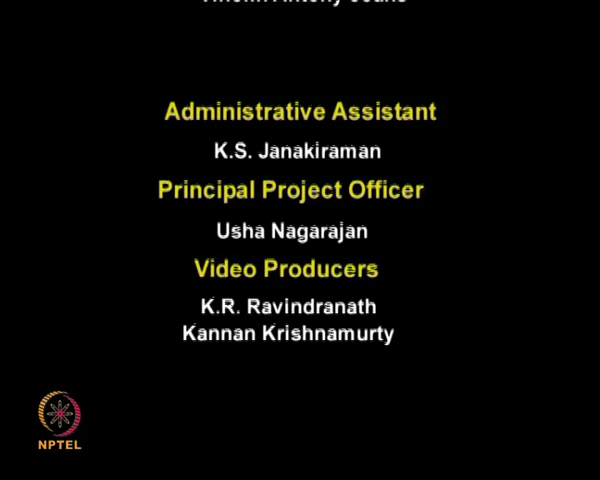 Administrative Assistant
K.S. Janakiraman
Principal Project Officer
Usha Nagarajan
Video Producers
K.R. Ravindranath
Kannan Krishnamurty
NPTEL